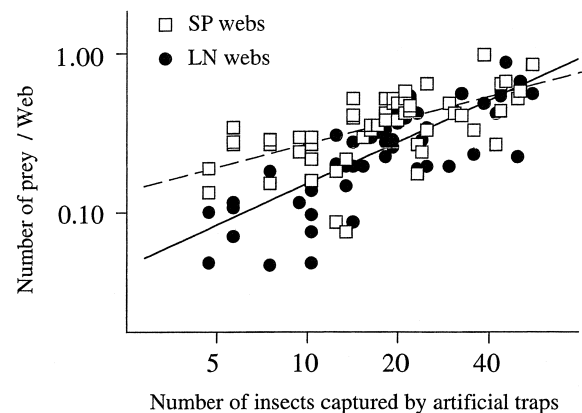 SP webs
LN webs
1.00
0.10
Number of prey / Web
5 10 20 40
Number of insects captured by artificial traps